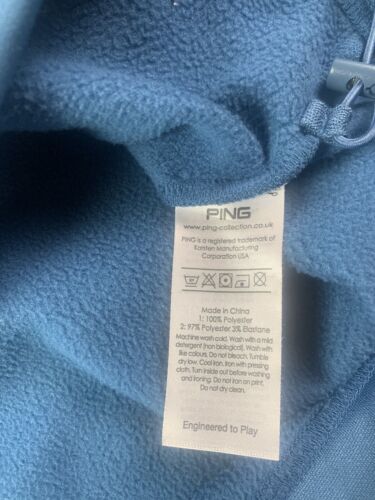 PING
www.ping-collection.co.uk
PING is a registered trademark of
Karsten Manufacturing
Corporation USA
Made in China
1: 100% Polyester
2: 97% Polyester 3% Elastane
Machine wash cold. Wash with a mild
detergent (non biological). Wash with
like colours. Do not bleach. Tumble
dry low. Cool iron. Iron with pressing
cloth. Turn inside out before washing
and ironing. Do not iron on print.
Do not dry clean.
Engineered to Play